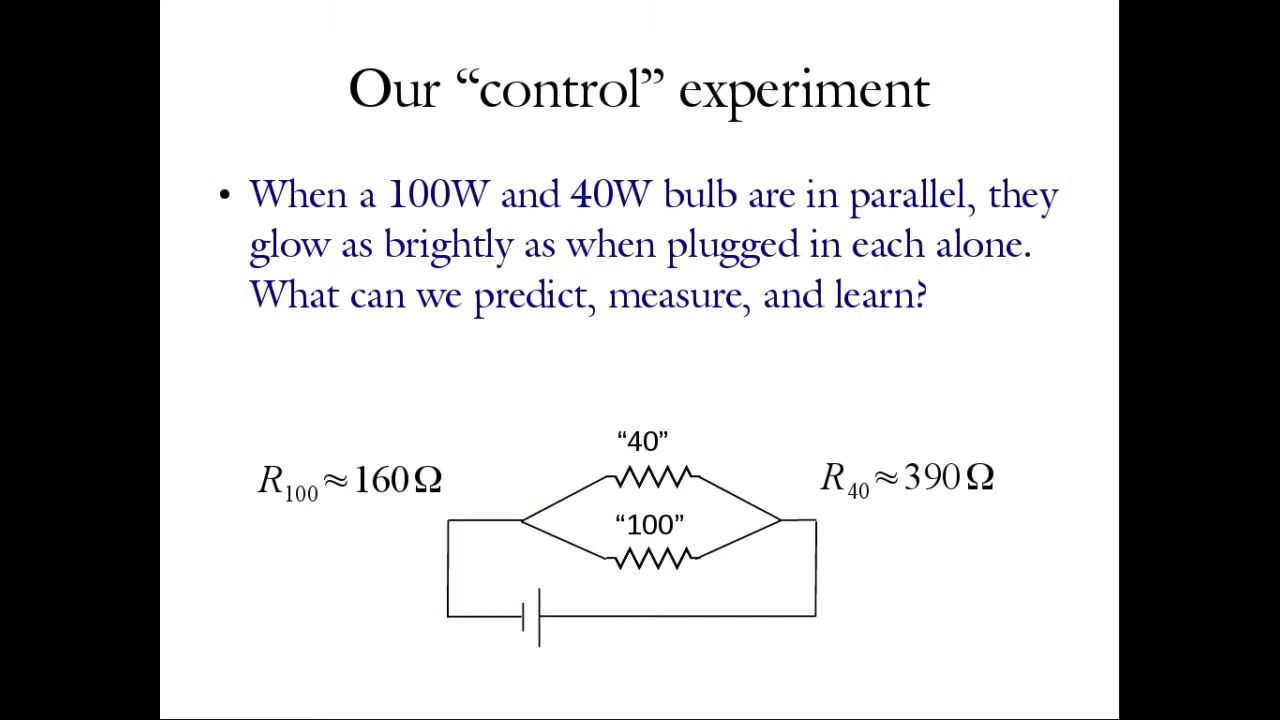 Our “control” experiment
• When a 100W and 40W bulb are in parallel, they
glow as brightly as when plugged in each alone.
What can we predict, measure, and learn?
“40”
R₁₀₀ ≈ 160 Ω
R₄₀ ≈ 390 Ω
“100”